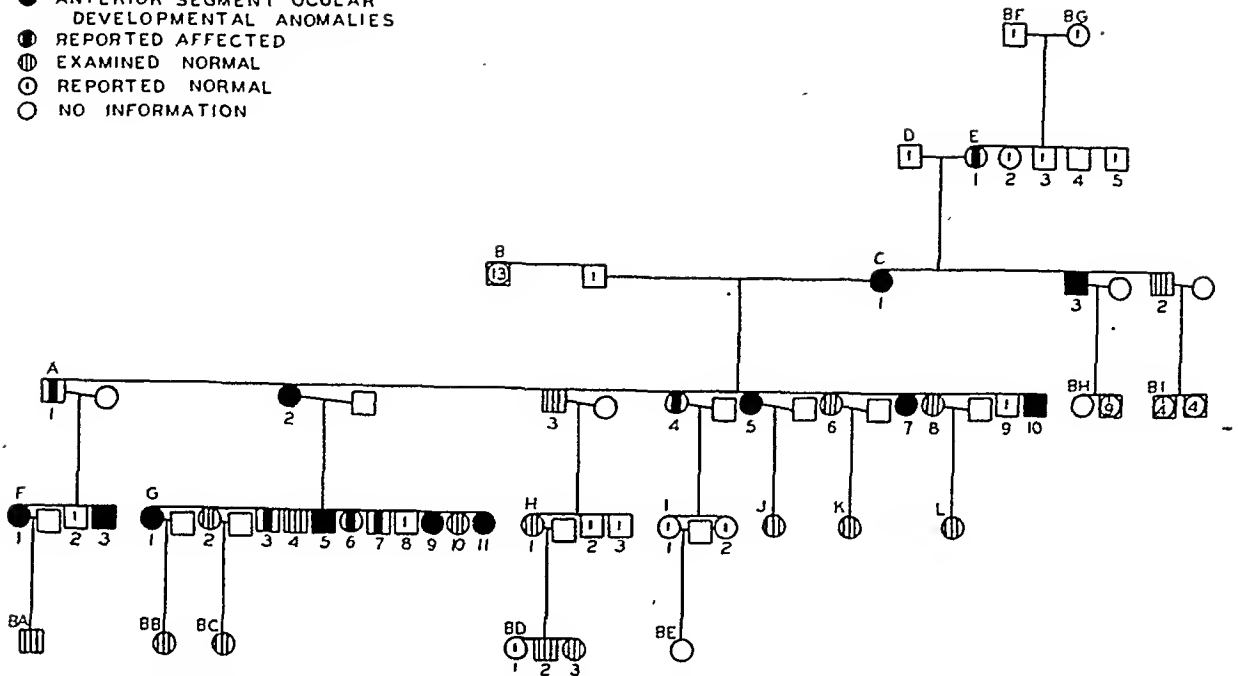 ANTERIOR SEGMENT OCULAR
DEVELOPMENTAL ANOMALIES
REPORTED AFFECTED
EXAMINED NORMAL
REPORTED NORMAL
NO INFORMATION
BF BG
D E
1 2 3 4 5
B C
13
1 3 2
A BH BI
9 4 4
1 2 3 4 5 6 7 8 9 10
F G H I J K L
1 2 3 1 2 3 4 5 6 7 8 9 10 11 1 2 3 1 2
BA BB BC BD BE
1 2 3